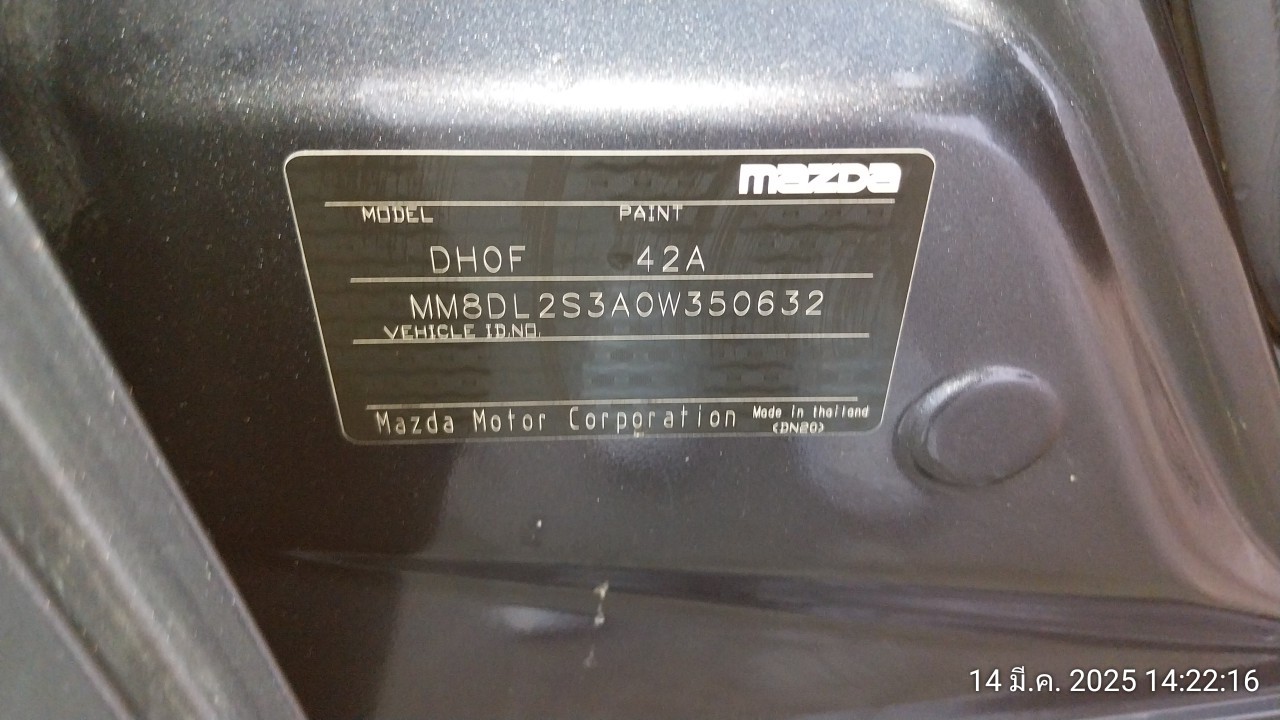 mazda
MODEL PAINT
DH0F 42A
MM8DL2S3A0W350632
VEHICLE ID.NO.
Mazda Motor Corporation Made in thailand
(DN20)
14 มี.ค. 2025 14:22:16